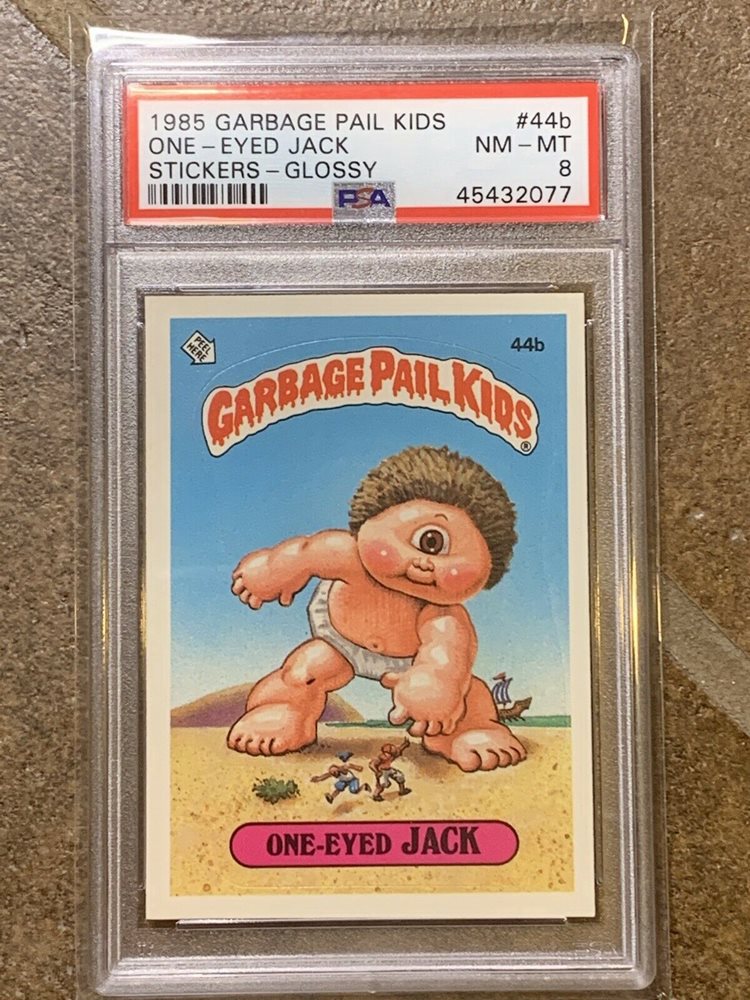 1985 GARBAGE PAIL KIDS #44b
ONE-EYED JACK NM-MT
STICKERS-GLOSSY 8
PSA 45432077
PEEL HERE
44b
GARBAGE PAIL KIDS®
ONE-EYED JACK